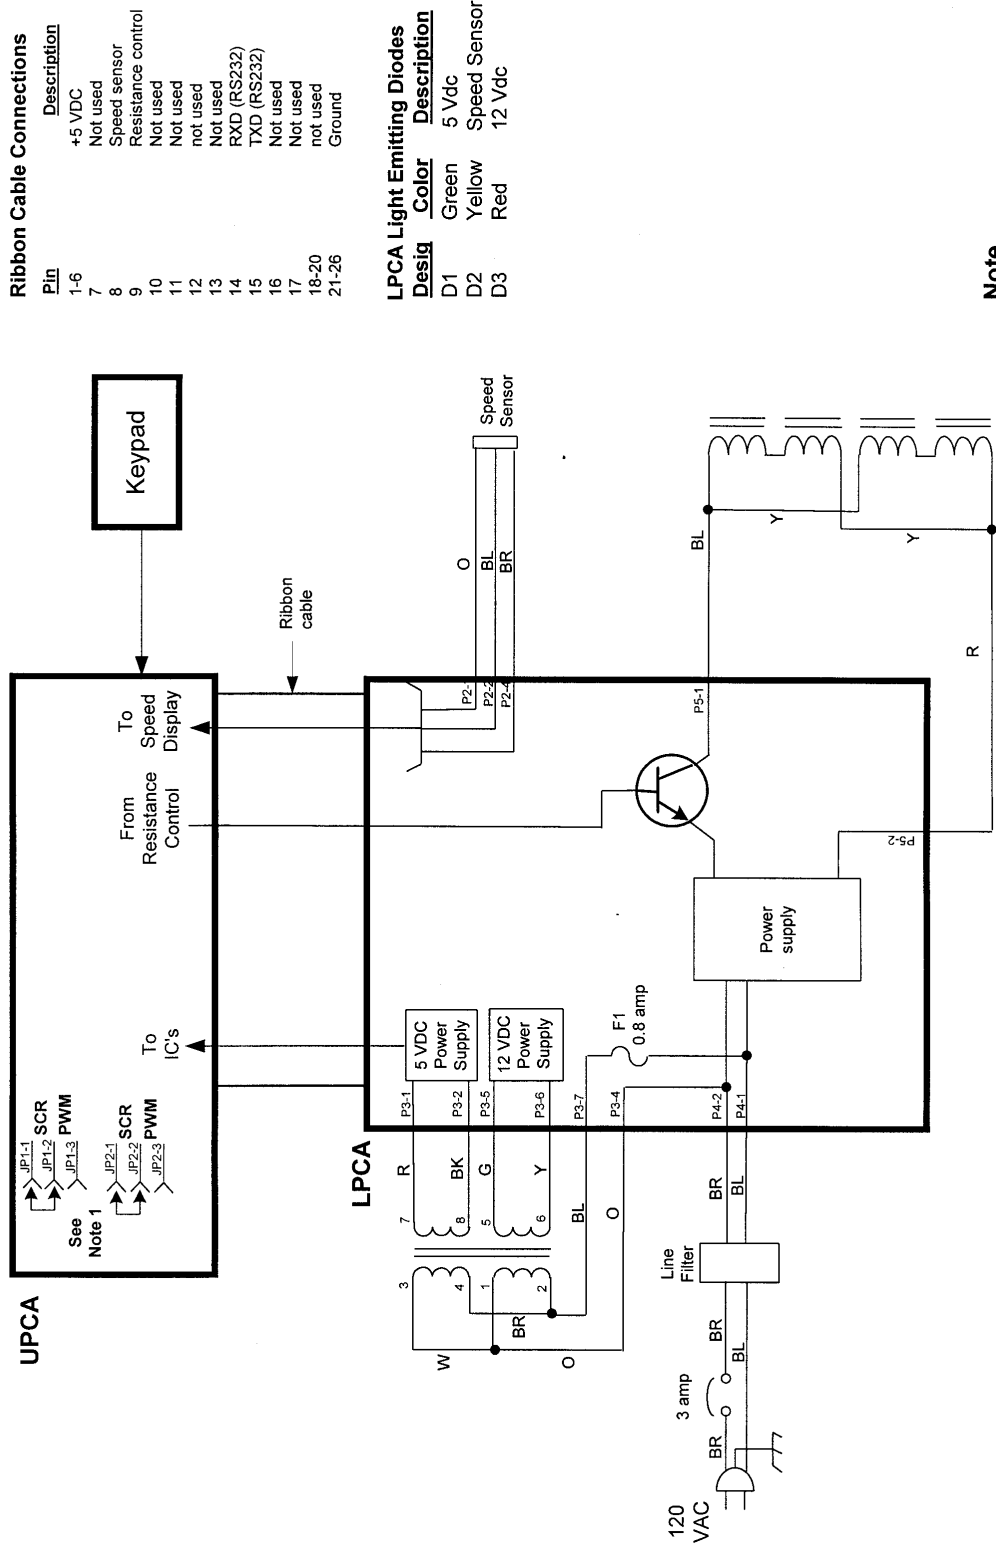 Ribbon Cable Connections
Pin Description
1-6 +5 VDC
7 Not used
8 Speed sensor
9 Resistance control
10 Not used
11 Not used
12 not used
13 Not used
14 RXD (RS232)
15 TXD (RS232)
16 Not used
17 Not used
18-20 not used
21-26 Ground
LPCA Light Emitting Diodes
Desig Color Description
D1 Green 5 Vdc
D2 Yellow Speed Sensor
D3 Red 12 Vdc
Note
UPCA
JP1-1
JP1-2
JP1-3
SCR
PWM
See
Note 1
JP2-1
JP2-2
JP2-3
SCR
PWM
To
IC's
From
Resistance
Control
To
Speed
Display
Keypad
Ribbon
cable
LPCA
R
BK
G
Y
7
8
5
6
3
4
1
2
W
BR
O
BL
O
P3-1
P3-2
P3-5
P3-6
P3-7
P3-4
P4-2
P4-1
5 VDC
Power
Supply
12 VDC
Power
Supply
F1
0.8 amp
Power
supply
P2-1
P2-2
P2-4
O
BL
BR
Speed
Sensor
P5-1
P5-2
BL
Y
Y
R
120
VAC
BR
3 amp
BR
BL
Line
Filter
BR
BL